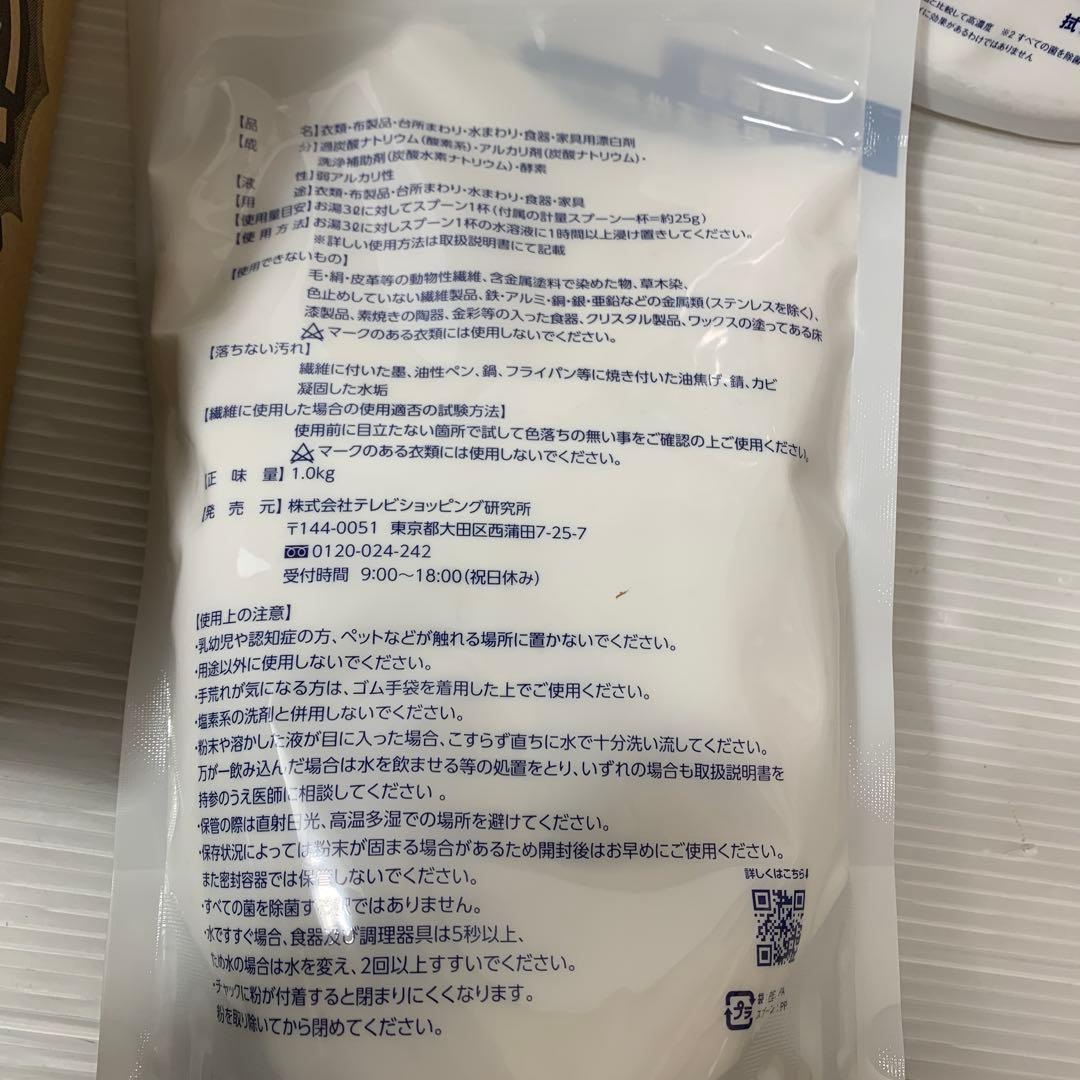 と比較して高濃度 ※2 すべての菌を除菌
に効果があるわけではありません
拭
【品 名】衣類・布製品・台所まわり・水まわり・食器・家具用漂白剤
【成 分】過炭酸ナトリウム(酸素系)・アルカリ剤(炭酸ナトリウム)・
洗浄補助剤(炭酸水素ナトリウム)・酵素
【液 性】弱アルカリ性
【用 途】衣類・布製品・台所まわり・水まわり・食器・家具
【使用量目安】お湯3ℓに対してスプーン1杯(付属の計量スプーン一杯=約25g)
【使用方法】お湯3ℓに対しスプーン1杯の水溶液に1時間以上浸け置きしてください。
※詳しい使用方法は取扱説明書にて記載
【使用できないもの】
毛・絹・皮革等の動物性繊維、含金属塗料で染めた物、草木染、
色止めしていない繊維製品、鉄・アルミ・銅・銀・亜鉛などの金属類(ステンレスを除く)、
漆製品、素焼きの陶器、金彩等の入った食器、クリスタル製品、ワックスの塗ってある床
マークのある衣類には使用しないでください。
【落ちない汚れ】
繊維に付いた墨、油性ペン、鍋、フライパン等に焼き付いた油焦げ、錆、カビ
凝固した水垢
【繊維に使用した場合の使用適否の試験方法】
使用前に目立たない箇所で試して色落ちの無い事をご確認の上ご使用ください。
マークのある衣類には使用しないでください。
【正味量】1.0kg
【発売元】株式会社テレビショッピング研究所
〒144-0051 東京都大田区西蒲田7-25-7
0120-024-242
受付時間 9:00〜18:00(祝日休み)
【使用上の注意】
・乳幼児や認知症の方、ペットなどが触れる場所に置かないでください。
・用途以外に使用しないでください。
・手荒れが気になる方は、ゴム手袋を着用した上でご使用ください。
・塩素系の洗剤と併用しないでください。
・粉末や溶かした液が目に入った場合、こすらず直ちに水で十分洗い流してください。
万が一飲み込んだ場合は水を飲ませる等の処置をとり、いずれの場合も取扱説明書を
持参のうえ医師に相談してください。
・保管の際は直射日光、高温多湿での場所を避けてください。
・保存状況によっては粉末が固まる場合があるため開封後はお早めにご使用ください。
また密封容器では保管しないでください。
・すべての菌を除菌する訳ではありません。
・水ですすぐ場合、食器及び調理器具は5秒以上、
ため水の場合は水を変え、2回以上すすいでください。
・チャックに粉が付着すると閉まりにくくなります。
粉を取り除いてから閉めてください。
詳しくはこちら
プラ
袋:PE・PA
スプーン:PP